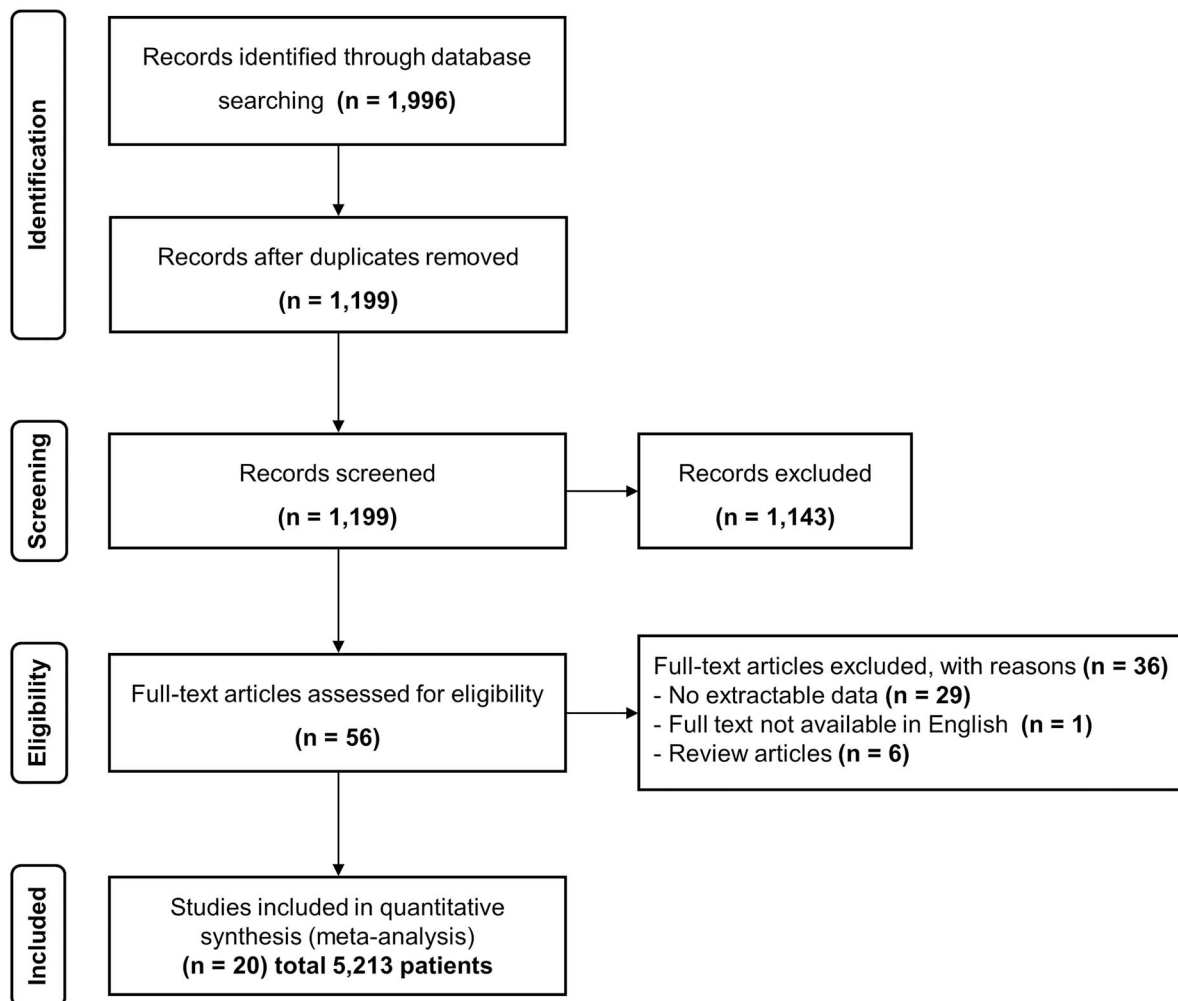 Identification
Records identified through database
searching (n = 1,996)
Records after duplicates removed
(n = 1,199)
Screening
Records screened
(n = 1,199)
Records excluded
(n = 1,143)
Eligibility
Full-text articles assessed for eligibility
(n = 56)
Full-text articles excluded, with reasons (n = 36)
- No extractable data (n = 29)
- Full text not available in English (n = 1)
- Review articles (n = 6)
Included
Studies included in quantitative
synthesis (meta-analysis)
(n = 20) total 5,213 patients